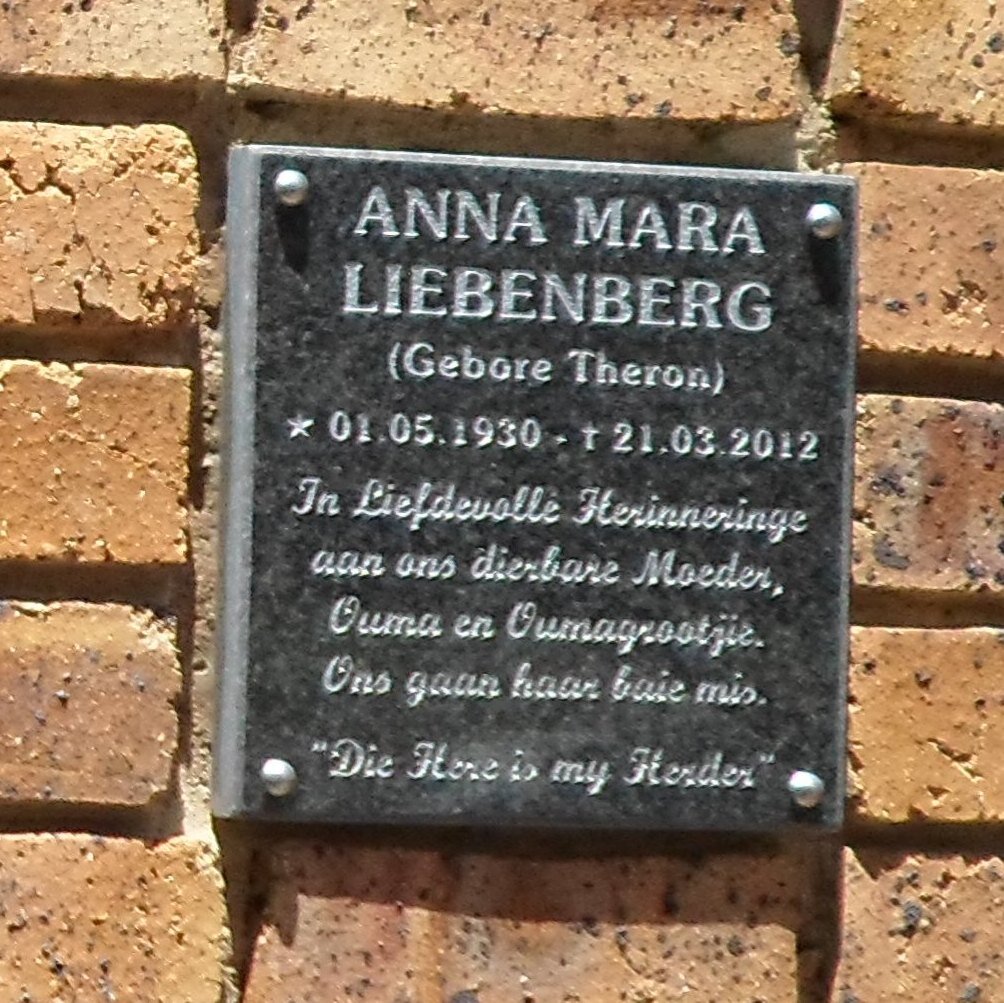 ANNA MARA
LIEBENBERG
(Gebore Theron)
★ 01.05.1930 - † 21.03.2012
In Liefdevolle Herinneringe
aan ons dierbare Moeder,
Ouma en Oumagrootjie.
Ons gaan haar baie mis.
"Die Here is my Herder"